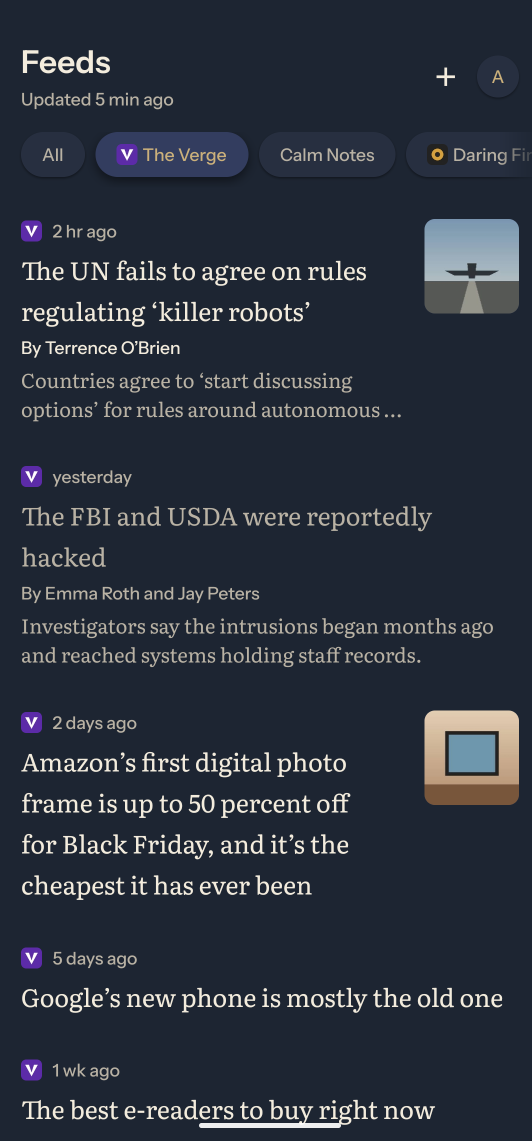 Feeds
Updated 5 min ago
+
A
All
V The Verge
Calm Notes
Daring Fi
V 2 hr ago
The UN fails to agree on rules
regulating ‘killer robots’
By Terrence O’Brien
Countries agree to ‘start discussing
options’ for rules around autonomous ...
V yesterday
The FBI and USDA were reportedly
hacked
By Emma Roth and Jay Peters
Investigators say the intrusions began months ago
and reached systems holding staff records.
V 2 days ago
Amazon’s first digital photo
frame is up to 50 percent off
for Black Friday, and it’s the
cheapest it has ever been
V 5 days ago
Google’s new phone is mostly the old one
V 1 wk ago
The best e-readers to buy right now